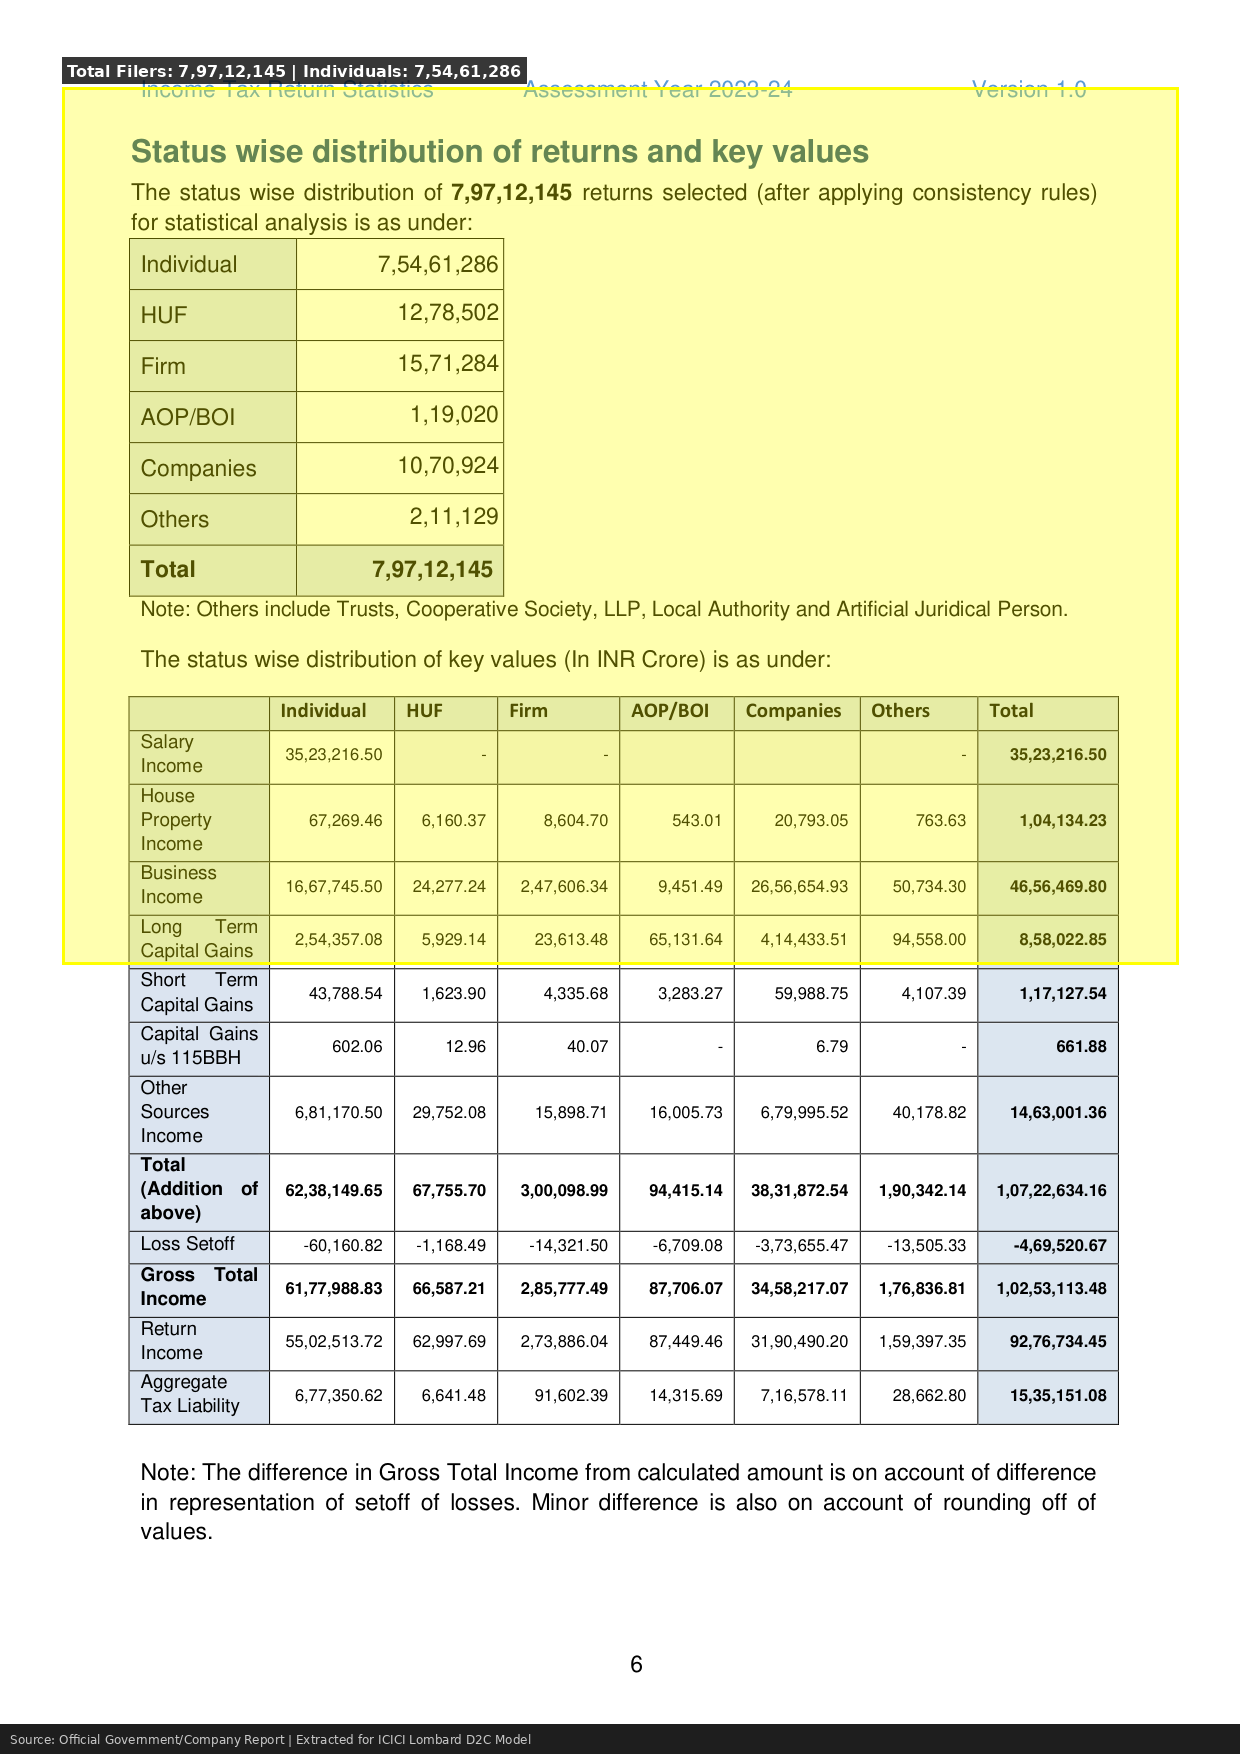 Total Filers: 7,97,12,145 | Individuals: 7,54,61,286
Income Tax Return Statistics Assessment Year 2023-24 Version 1.0
Status wise distribution of returns and key values
The status wise distribution of 7,97,12,145 returns selected (after applying consistency rules)
for statistical analysis is as under:
Individual 7,54,61,286
HUF 12,78,502
Firm 15,71,284
AOP/BOI 1,19,020
Companies 10,70,924
Others 2,11,129
Total 7,97,12,145
Note: Others include Trusts, Cooperative Society, LLP, Local Authority and Artificial Juridical Person.
The status wise distribution of key values (In INR Crore) is as under:
Individual HUF Firm AOP/BOI Companies Others Total
Salary
Income 35,23,216.50 - - - 35,23,216.50
House
Property
Income 67,269.46 6,160.37 8,604.70 543.01 20,793.05 763.63 1,04,134.23
Business
Income 16,67,745.50 24,277.24 2,47,606.34 9,451.49 26,56,654.93 50,734.30 46,56,469.80
Long Term
Capital Gains 2,54,357.08 5,929.14 23,613.48 65,131.64 4,14,433.51 94,558.00 8,58,022.85
Short Term
Capital Gains 43,788.54 1,623.90 4,335.68 3,283.27 59,988.75 4,107.39 1,17,127.54
Capital Gains
u/s 115BBH 602.06 12.96 40.07 - 6.79 - 661.88
Other
Sources
Income 6,81,170.50 29,752.08 15,898.71 16,005.73 6,79,995.52 40,178.82 14,63,001.36
Total
(Addition of
above) 62,38,149.65 67,755.70 3,00,098.99 94,415.14 38,31,872.54 1,90,342.14 1,07,22,634.16
Loss Setoff -60,160.82 -1,168.49 -14,321.50 -6,709.08 -3,73,655.47 -13,505.33 -4,69,520.67
Gross Total
Income 61,77,988.83 66,587.21 2,85,777.49 87,706.07 34,58,217.07 1,76,836.81 1,02,53,113.48
Return
Income 55,02,513.72 62,997.69 2,73,886.04 87,449.46 31,90,490.20 1,59,397.35 92,76,734.45
Aggregate
Tax Liability 6,77,350.62 6,641.48 91,602.39 14,315.69 7,16,578.11 28,662.80 15,35,151.08
Note: The difference in Gross Total Income from calculated amount is on account of difference
in representation of setoff of losses. Minor difference is also on account of rounding off of
values.
6
Source: Official Government/Company Report | Extracted for ICICI Lombard D2C Model